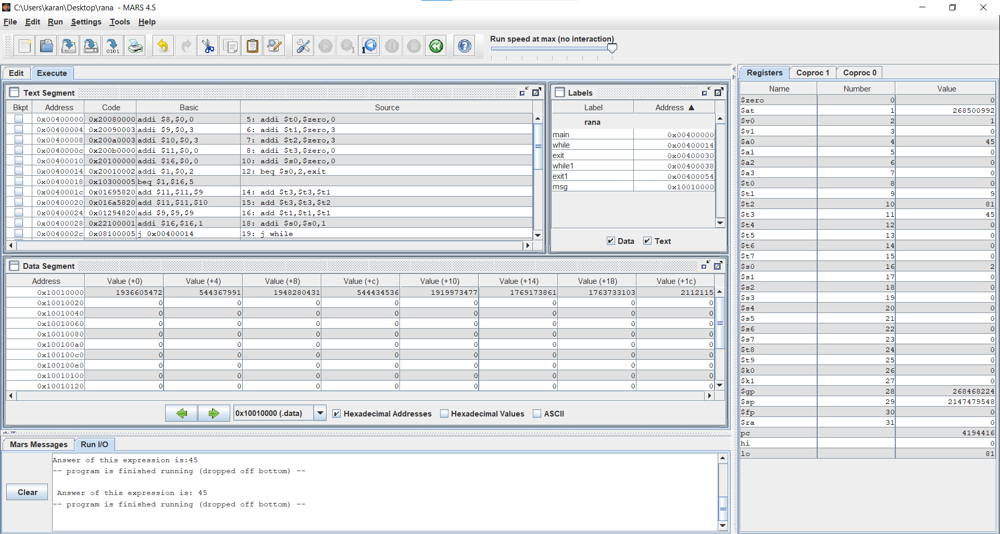 C:\Users\karan\Desktop\rana - MARS 4.5
File Edit Run Settings Tools Help
Run speed at max (no interaction)
Edit Execute
Text Segment
Bkpt Address Code Basic Source
0x00400000 0x20080000 addi $8,$0,0 5: addi $t0,$zero,0
0x00400004 0x20090003 addi $9,$0,3 6: addi $t1,$zero,3
0x00400008 0x200a0003 addi $10,$0,3 7: addi $t2,$zero,3
0x0040000c 0x200b0000 addi $11,$0,0 8: addi $t3,$zero,0
0x00400010 0x20100000 addi $16,$0,0 10: addi $s0,$zero,0
0x00400014 0x20010002 addi $1,$0,2 12: beq $s0,2,exit
0x00400018 0x10300005 beq $1,$16,5
0x0040001c 0x01695820 add $11,$11,$9 14: add $t3,$t3,$t1
0x00400020 0x016a5820 add $11,$11,$10 15: add $t3,$t3,$t2
0x00400024 0x01294820 add $9,$9,$9 16: add $t1,$t1,$t1
0x00400028 0x22100001 addi $16,$16,1 18: addi $s0,$s0,1
0x0040002c 0x08100005 j 0x00400014 19: j while
Labels
Label Address ▲
rana
main 0x00400000
while 0x00400014
exit 0x00400030
while1 0x00400038
exit1 0x00400054
msg 0x10010000
Data Text
Data Segment
Address Value (+0) Value (+4) Value (+8) Value (+c) Value (+10) Value (+14) Value (+18) Value (+1c)
0x10010000 1936605472 544367991 1948280431 544434536 1919973477 1769173861 1763733103 2112115
0x10010020 0 0 0 0 0 0 0 0
0x10010040 0 0 0 0 0 0 0 0
0x10010060 0 0 0 0 0 0 0 0
0x10010080 0 0 0 0 0 0 0 0
0x100100a0 0 0 0 0 0 0 0 0
0x100100c0 0 0 0 0 0 0 0 0
0x100100e0 0 0 0 0 0 0 0 0
0x10010100 0 0 0 0 0 0 0 0
0x10010120 0 0 0 0 0 0 0 0
0x10010000 (.data) Hexadecimal Addresses Hexadecimal Values ASCII
Mars Messages Run I/O
Clear
Answer of this expression is:45
-- program is finished running (dropped off bottom) --
Answer of this expression is: 45
-- program is finished running (dropped off bottom) --
Registers Coproc 1 Coproc 0
Name Number Value
$zero 0 0
$at 1 268500992
$v0 2 1
$v1 3 0
$a0 4 45
$a1 5 0
$a2 6 0
$a3 7 0
$t0 8 0
$t1 9 9
$t2 10 81
$t3 11 45
$t4 12 0
$t5 13 0
$t6 14 0
$t7 15 0
$s0 16 2
$s1 17 0
$s2 18 0
$s3 19 0
$s4 20 0
$s5 21 0
$s6 22 0
$s7 23 0
$t8 24 0
$t9 25 0
$k0 26 0
$k1 27 0
$gp 28 268468224
$sp 29 2147479548
$fp 30 0
$ra 31 0
pc 4194416
hi 0
lo 81